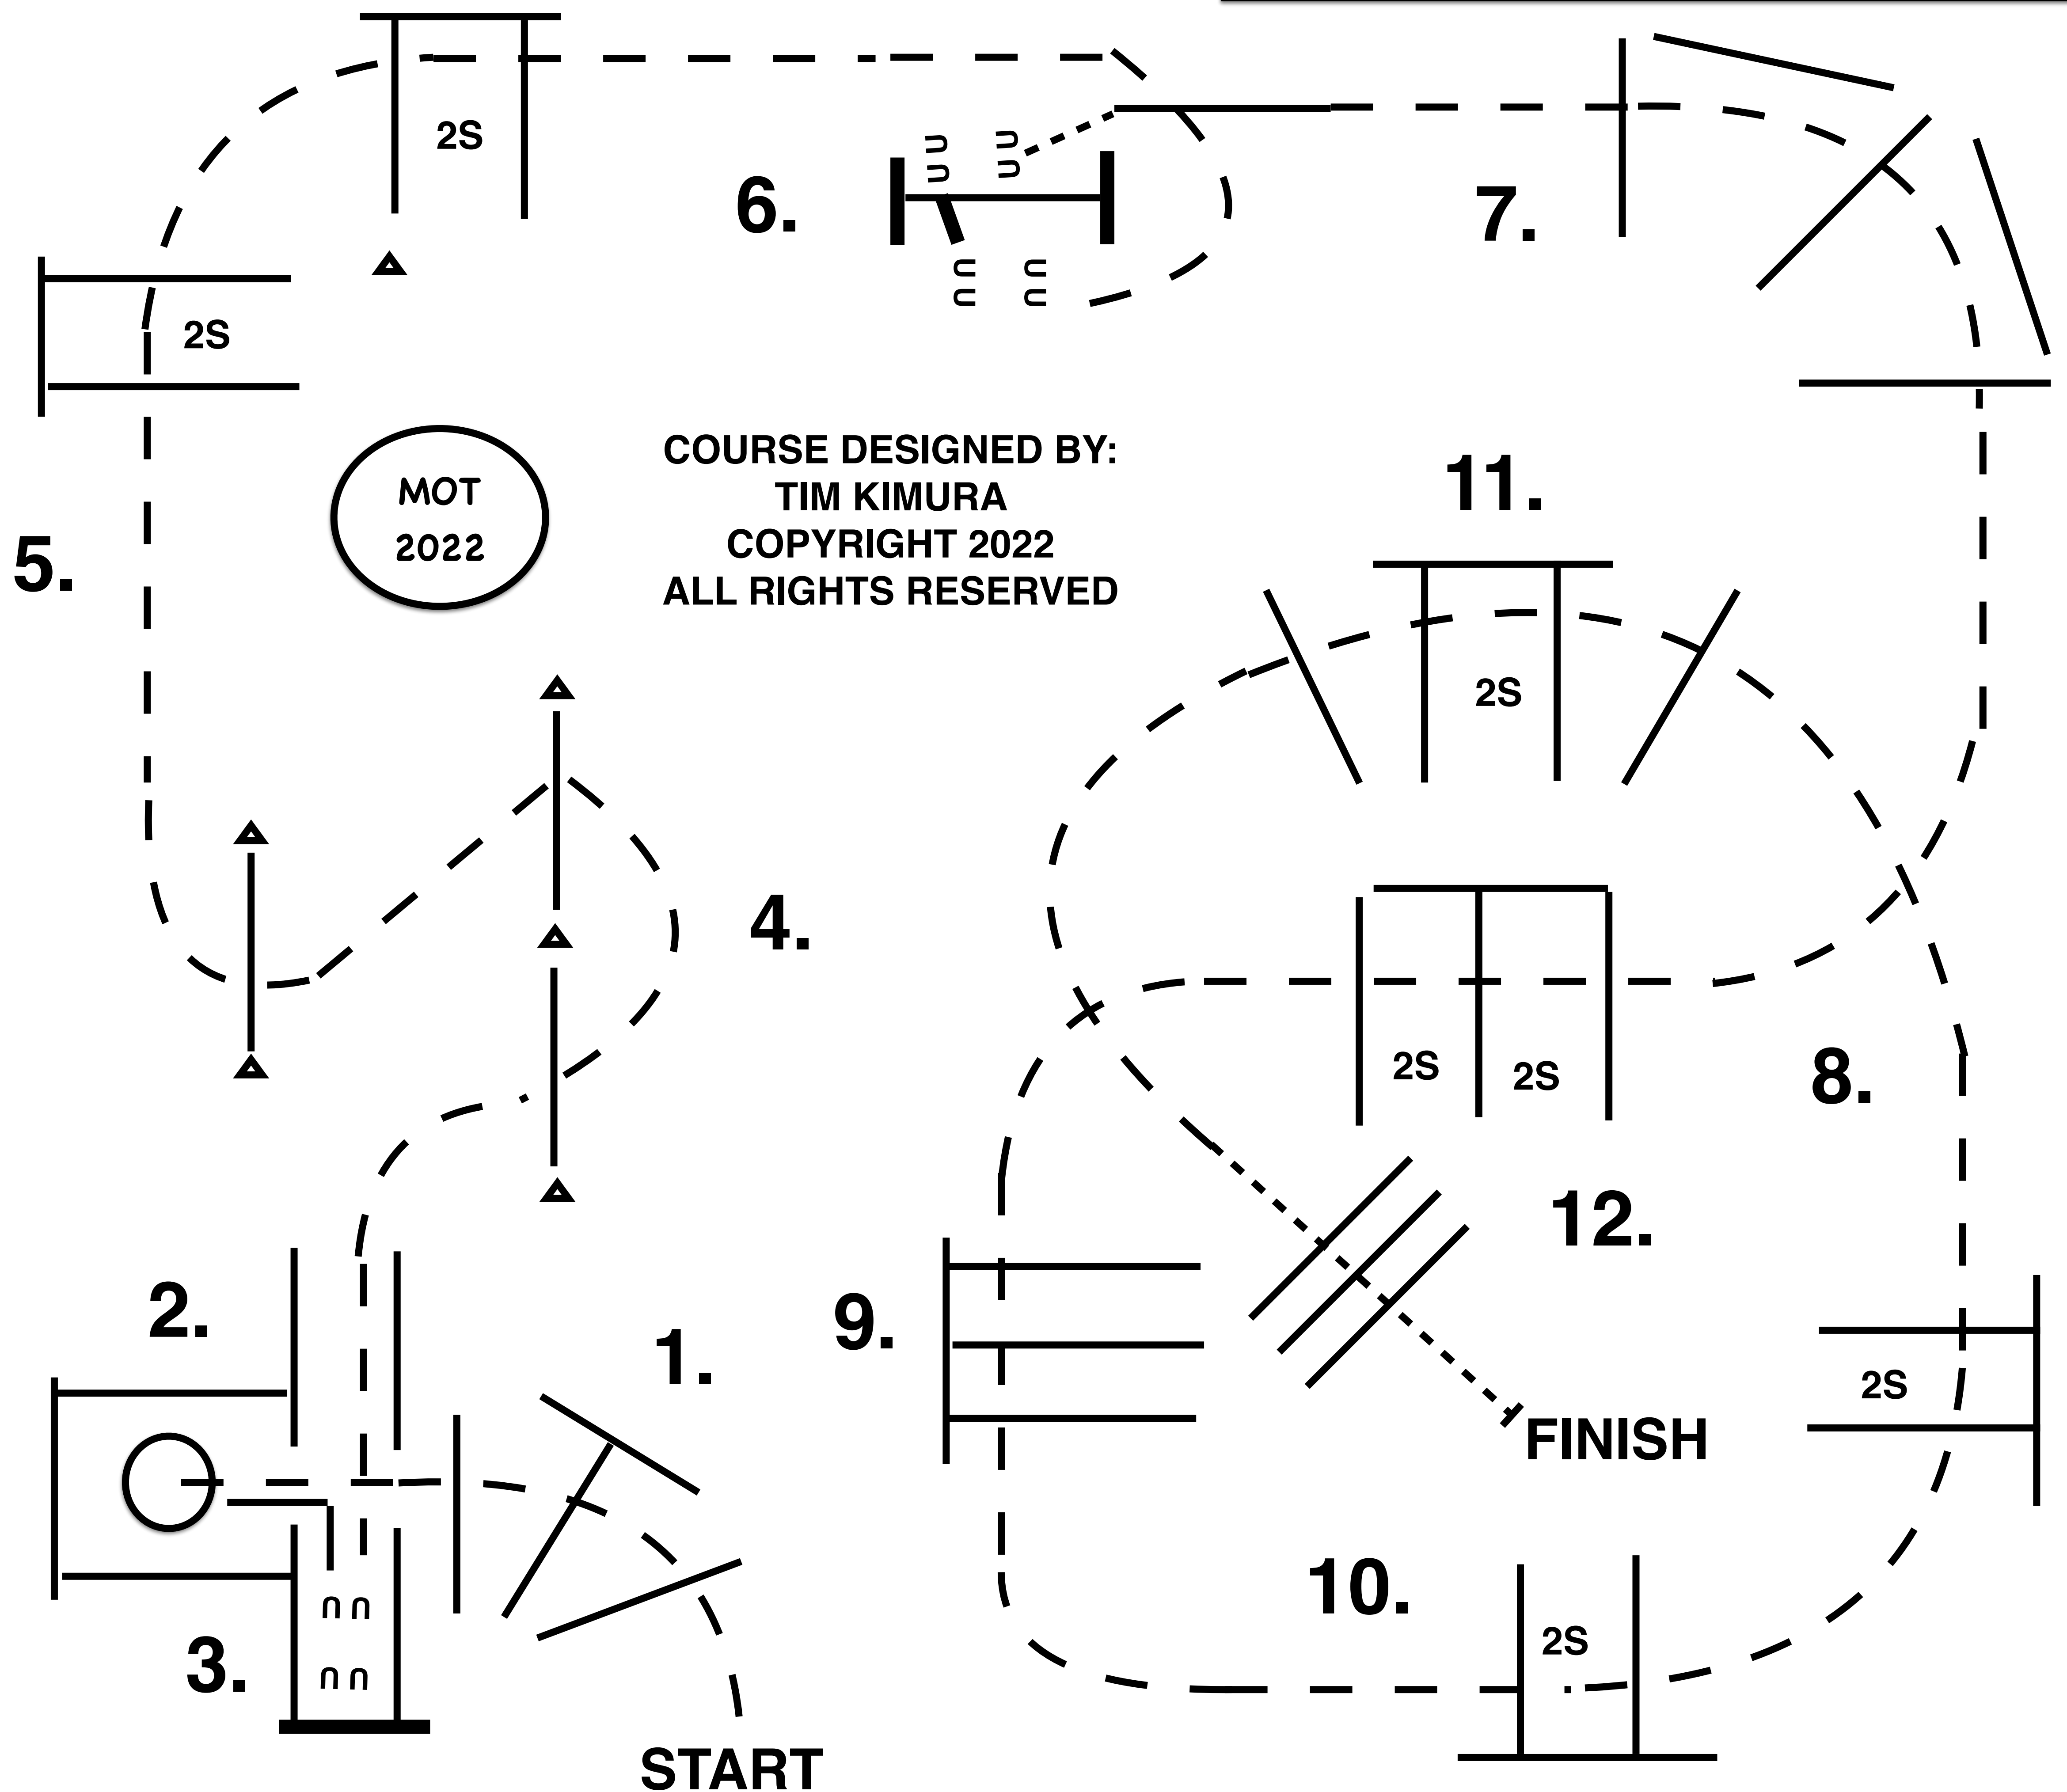 2S
6.
7.
2S
MOT
2022
COURSE DESIGNED BY:
TIM KIMURA
COPYRIGHT 2022
ALL RIGHTS RESERVED
11.
5.
2S
4.
8.
2S
2S
12.
2.
1.
9.
2S
FINISH
10.
2S
3.
START